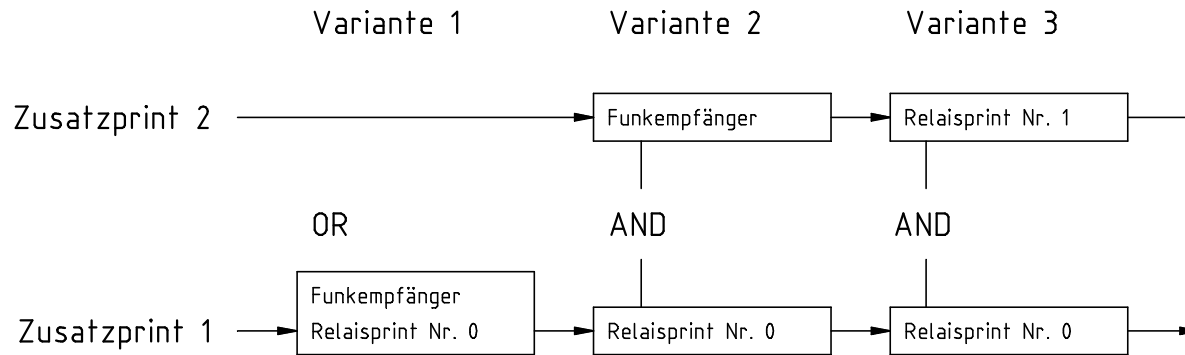 Variante 1 Variante 2 Variante 3
Zusatzprint 2 Funkempfänger Relaisprint Nr. 1
OR AND AND
Funkempfänger
Zusatzprint 1 Relaisprint Nr. 0 Relaisprint Nr. 0 Relaisprint Nr. 0